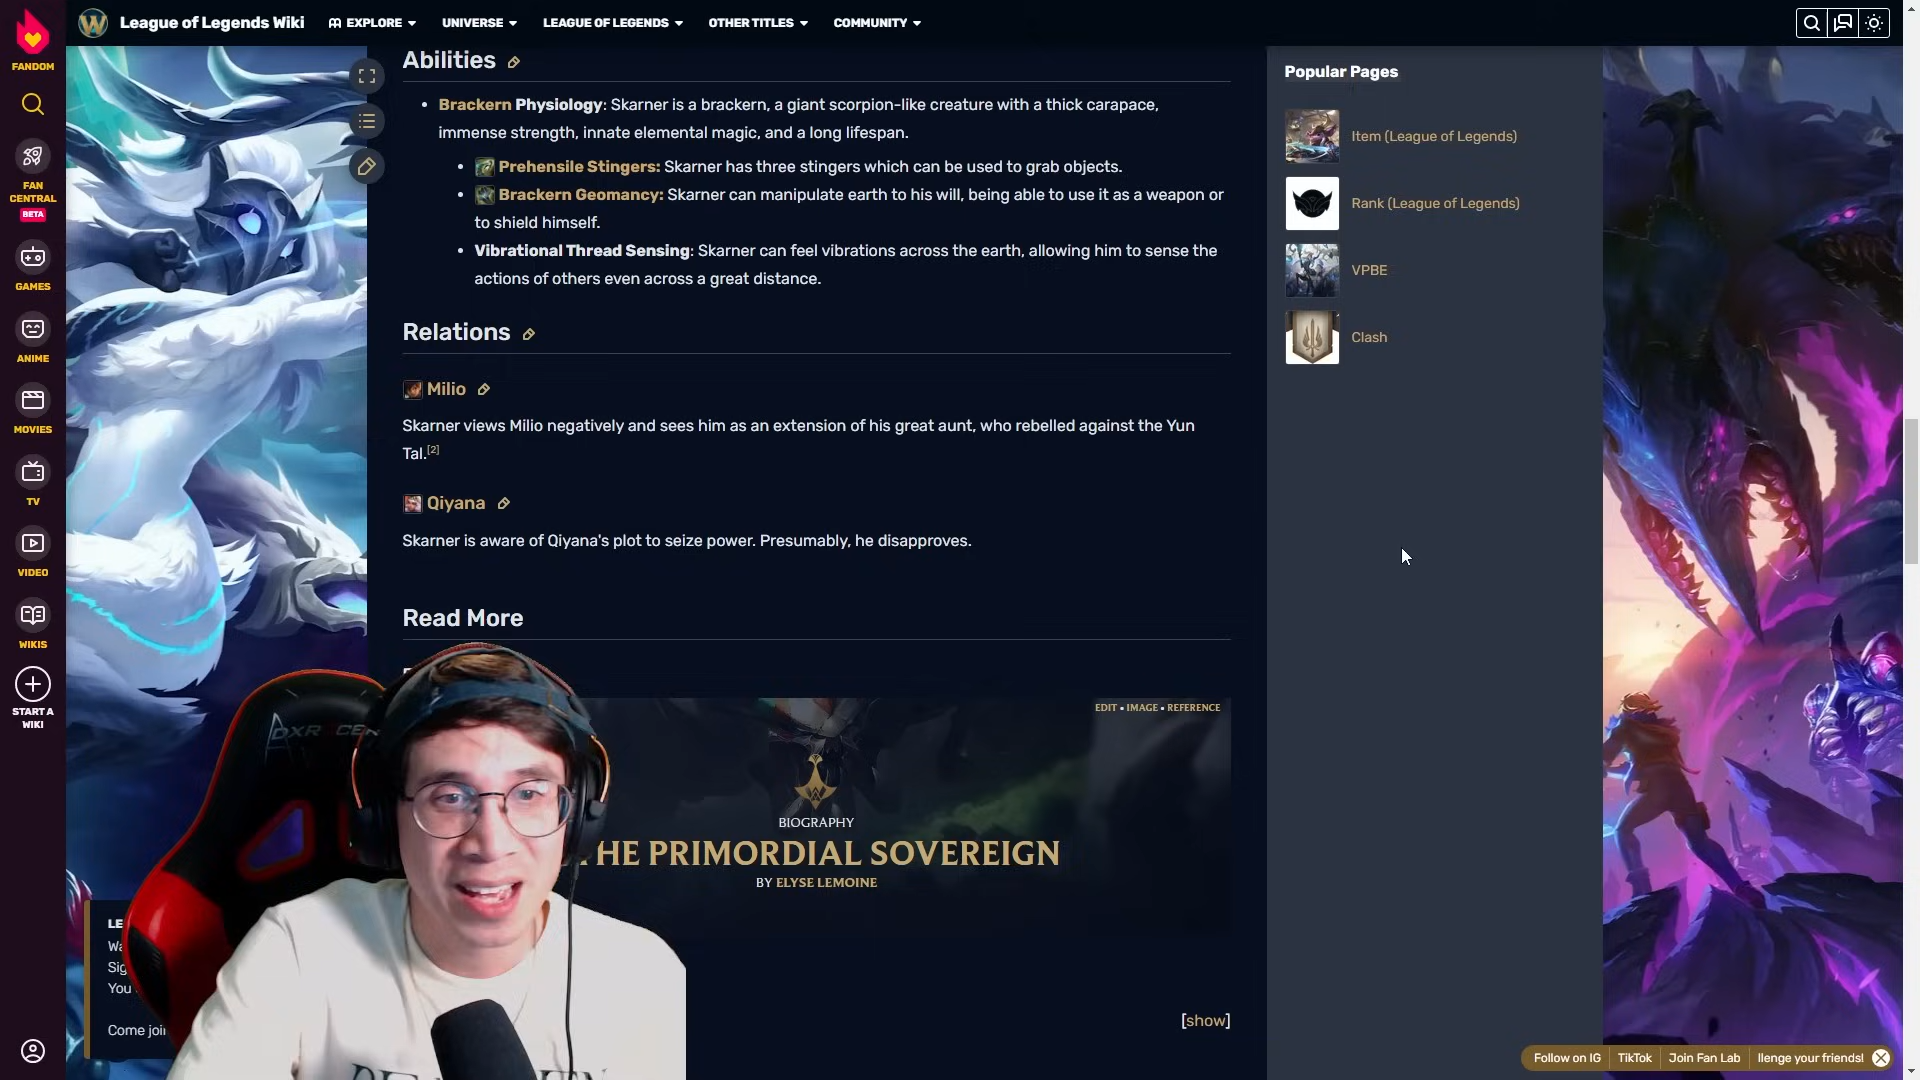 League of Legends Wiki
EXPLORE
UNIVERSE
LEAGUE OF LEGENDS
OTHER TITLES
COMMUNITY
FANDOM
FAN
CENTRAL
BETA
GAMES
ANIME
MOVIES
TV
VIDEO
WIKIS
START A
WIKI
Abilities
Brackern Physiology: Skarner is a brackern, a giant scorpion-like creature with a thick carapace,
immense strength, innate elemental magic, and a long lifespan.
Prehensile Stingers: Skarner has three stingers which can be used to grab objects.
Brackern Geomancy: Skarner can manipulate earth to his will, being able to use it as a weapon or
to shield himself.
Vibrational Thread Sensing: Skarner can feel vibrations across the earth, allowing him to sense the
actions of others even across a great distance.
Relations
Milio
Skarner views Milio negatively and sees him as an extension of his great aunt, who rebelled against the Yun
Tal.[2]
Qiyana
Skarner is aware of Qiyana's plot to seize power. Presumably, he disapproves.
Read More
EDIT • IMAGE • REFERENCE
BIOGRAPHY
THE PRIMORDIAL SOVEREIGN
BY ELYSE LEMOINE
[show]
Popular Pages
Item (League of Legends)
Rank (League of Legends)
VPBE
Clash
LE
Wa
Sig
You
Come joi
Follow on IG
TikTok
Join Fan Lab
llenge your friends!